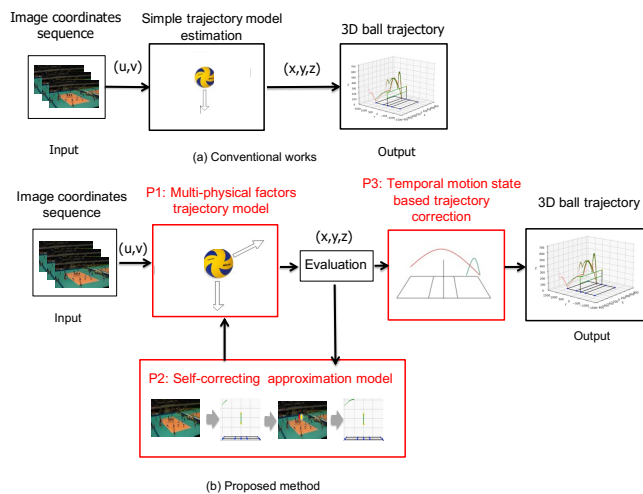 Image coordinates
sequence
Simple trajectory model
estimation
3D ball trajectory
(u,v)
(x,y,z)
Input
Output
(a) Conventional works
Image coordinates
sequence
P1: Multi-physical factors
trajectory model
P3: Temporal motion state
based trajectory
correction
3D ball trajectory
(u,v)
(x,y,z)
Evaluation
Input
Output
P2: Self-correcting approximation model
(b) Proposed method